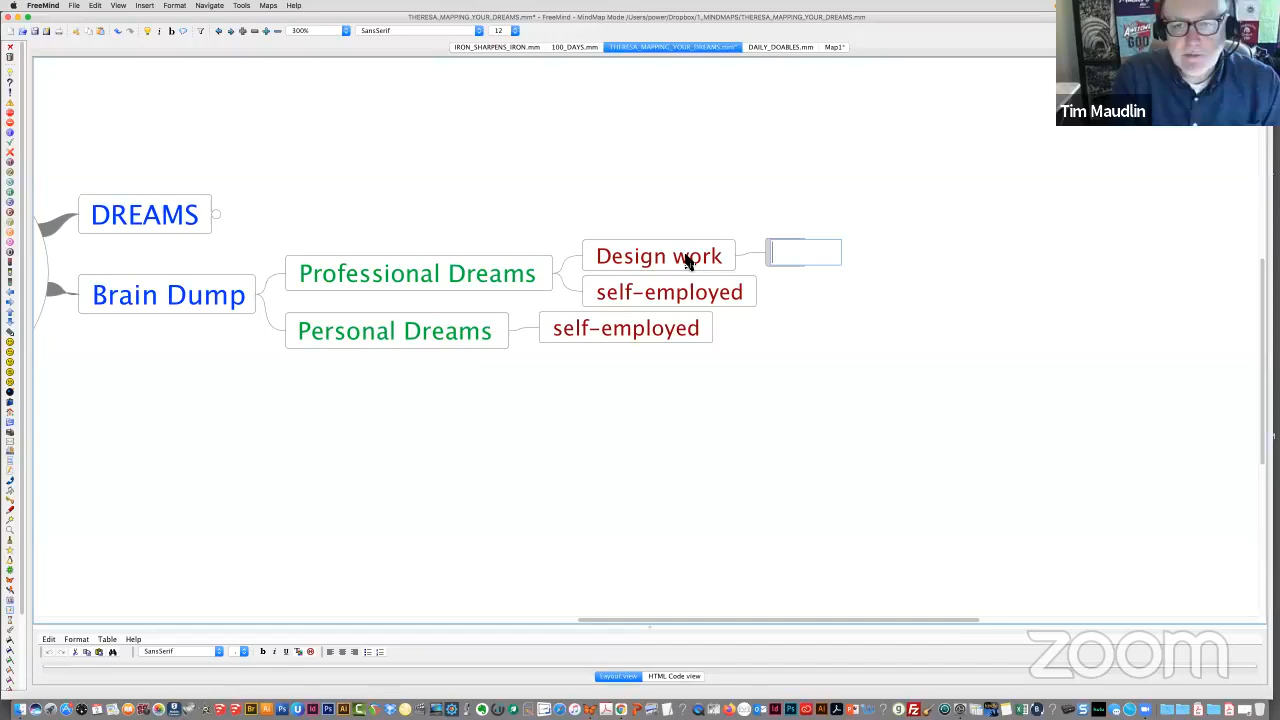 FreeMind File Edit View Insert Format Navigate Tools Maps Help
THERESA_MAPPING_YOUR_DREAMS.mm* - FreeMind - MindMap Mode /Users/power/Dropbox/1_MINDMAPS/THERESA_MAPPING_YOUR_DREAMS.mm
300% SansSerif 12
IRON_SHARPENS_IRON.mm 100_DAYS.mm THERESA_MAPPING_YOUR_DREAMS.mm* DAILY_DOABLES.mm Map1*
AWESOME
GOD
Tim Maudlin
DREAMS
Design work
Professional Dreams
self-employed
Brain Dump
Personal Dreams
self-employed
Edit Format Table Help
SansSerif
zoom
Layout view HTML Code view